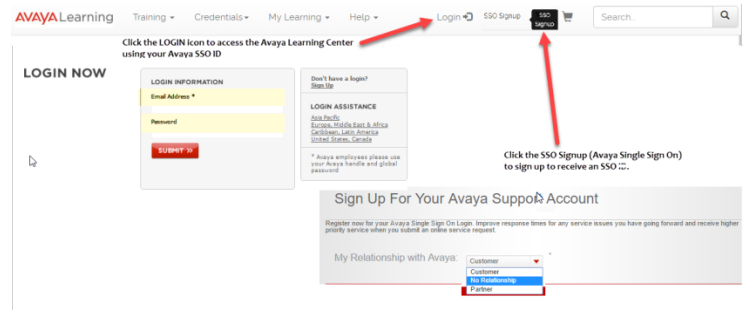 AVAYA Learning Training Credentials My Learning Help Login SSO Signup SSO Signup Search..
Click the LOGIN icon to access the Avaya Learning Center
using your Avaya SSO ID
LOGIN NOW
LOGIN INFORMATION
Email Address *
Password
SUBMIT »
Don't have a login?
Sign Up
LOGIN ASSISTANCE
Asia Pacific
Europe, Middle East & Africa
Caribbean, Latin America
United States, Canada
* Avaya employees please use
your Avaya handle and global
password
Click the SSO Signup (Avaya Single Sign On)
to sign up to receive an SSO
Sign Up For Your Avaya Support Account
Register now for your Avaya Single Sign On Login. Improve response times for any service issues you have going forward and receive higher
priority service when you submit an online service request.
My Relationship with Avaya: Customer *
Customer
No Relationship
Partner